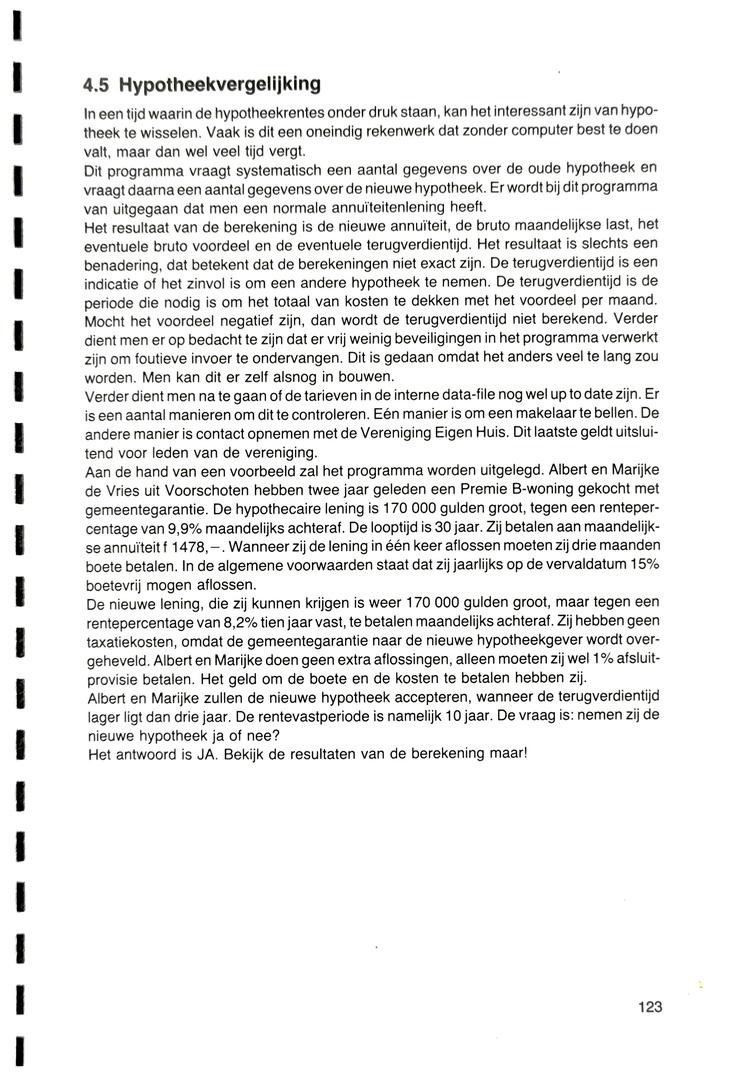 4.5 Hypotheekvergelijking
In een tijd waarin de hypotheekrentes onder druk staan, kan het interessant zijn van hypo-
theek te wisselen. Vaak is dit een oneindig rekenwerk dat zonder computer best te doen
valt, maar dan wel veel tijd vergt.
Dit programma vraagt systematisch een aantal gegevens over de oude hypotheek en
vraagt daarna een aantal gegevens over de nieuwe hypotheek. Er wordt bij dit programma
van uitgegaan dat men een normale annuïteitenlening heeft.
Het resultaat van de berekening is de nieuwe annuïteit, de bruto maandelijkse last, het
eventuele bruto voordeel en de eventuele terugverdientijd. Het resultaat is slechts een
benadering, dat betekent dat de berekeningen niet exact zijn. De terugverdientijd is een
indicatie of het zinvol is om een andere hypotheek te nemen. De terugverdientijd is de
periode die nodig is om het totaal van kosten te dekken met het voordeel per maand.
Mocht het voordeel negatief zijn, dan wordt de terugverdientijd niet berekend. Verder
dient men er op bedacht te zijn dat er vrij weinig beveiligingen in het programma verwerkt
zijn om foutieve invoer te ondervangen. Dit is gedaan omdat het anders veel te lang zou
worden. Men kan dit er zelf alsnog in bouwen.
Verder dient men na te gaan of de tarieven in de interne data-file nog wel up to date zijn. Er
is een aantal manieren om dit te controleren. Eén manier is om een makelaar te bellen. De
andere manier is contact opnemen met de Vereniging Eigen Huis. Dit laatste geldt uitslui-
tend voor leden van de vereniging.
Aan de hand van een voorbeeld zal het programma worden uitgelegd. Albert en Marijke
de Vries uit Voorschoten hebben twee jaar geleden een Premie B-woning gekocht met
gemeentegarantie. De hypothecaire lening is 170 000 gulden groot, tegen een renteper-
centage van 9,9% maandelijks achteraf. De looptijd is 30 jaar. Zij betalen aan maandelijk-
se annuïteit f 1478,–. Wanneer zij de lening in één keer aflossen moeten zij drie maanden
boete betalen. In de algemene voorwaarden staat dat zij jaarlijks op de vervaldatum 15%
boetevrij mogen aflossen.
De nieuwe lening, die zij kunnen krijgen is weer 170 000 gulden groot, maar tegen een
rentepercentage van 8,2% tien jaar vast, te betalen maandelijks achteraf. Zij hebben geen
taxatiekosten, omdat de gemeentegarantie naar de nieuwe hypotheekgever wordt over-
geheveld. Albert en Marijke doen geen extra aflossingen, alleen moeten zij wel 1% afsluit-
provisie betalen. Het geld om de boete en de kosten te betalen hebben zij.
Albert en Marijke zullen de nieuwe hypotheek accepteren, wanneer de terugverdientijd
lager ligt dan drie jaar. De rentevastperiode is namelijk 10 jaar. De vraag is: nemen zij de
nieuwe hypotheek ja of nee?
Het antwoord is JA. Bekijk de resultaten van de berekening maar!
123